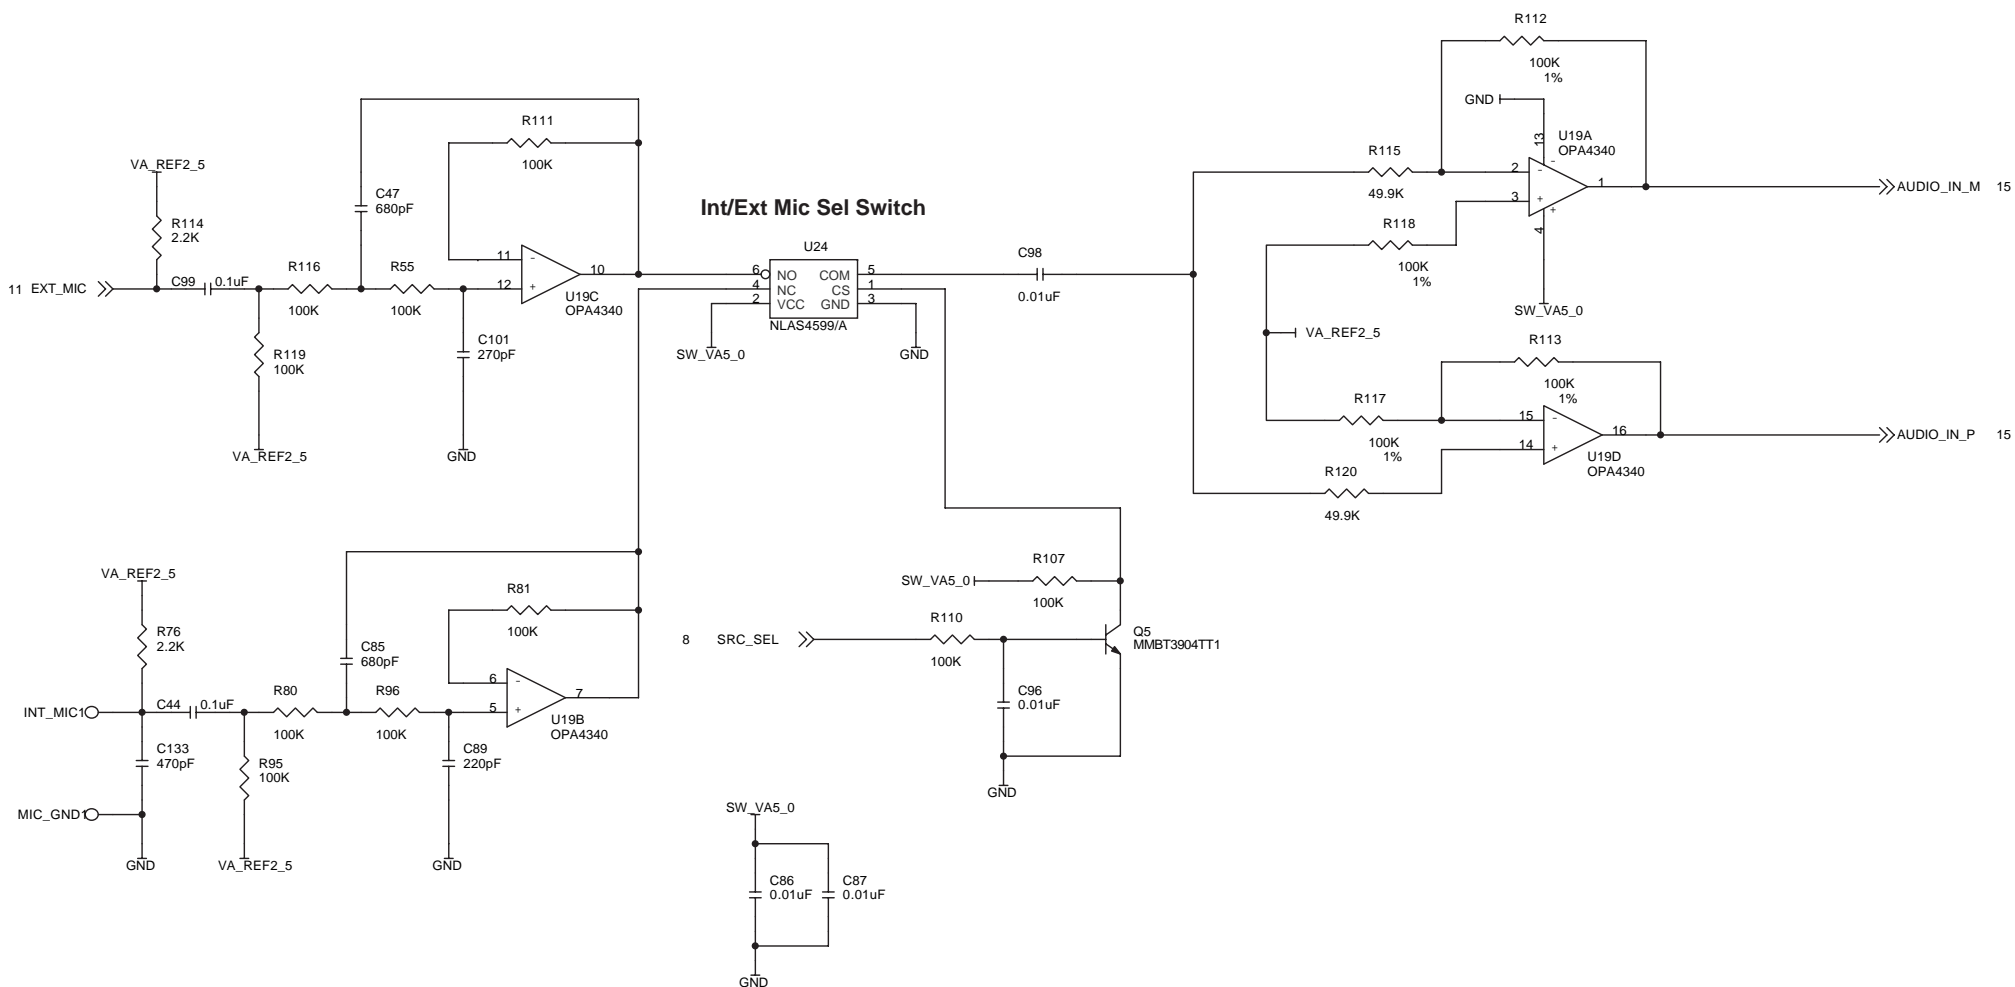 R112
100K
1%
GND
13
U19A
OPA4340
R111
100K
VA_REF2_5
C47
680pF
R114
2.2K
R115
49.9K
2
-
-
3
+
+
1
AUDIO_IN_M 15
4
Int/Ext Mic Sel Switch
R118
100K
1%
SW_VA5_0
U24
11
-
12
+
10
U19C
OPA4340
6 NO COM 5
4 NC CS 1
2 VCC GND 3
NLAS4599/A
C98
0.01uF
11 EXT_MIC
C99 0.1uF
R116
100K
R55
100K
R119
100K
C101
270pF
SW_VA5_0
GND
VA_REF2_5
R113
100K
1%
VA_REF2_5
GND
R117
100K
1%
15
-
14
+
16
AUDIO_IN_P 15
U19D
OPA4340
R120
49.9K
VA_REF2_5
R81
100K
R107
SW_VA5_0
100K
R76
2.2K
C85
680pF
8 SRC_SEL
R110
100K
Q5
MMBT3904TT1
6
-
5
+
7
U19B
OPA4340
INT_MIC1
C44 0.1uF
R80
100K
R96
100K
C96
0.01uF
C133
470pF
R95
100K
C89
220pF
GND
MIC_GND1
SW_VA5_0
GND
VA_REF2_5
GND
C86
0.01uF
C87
0.01uF
GND